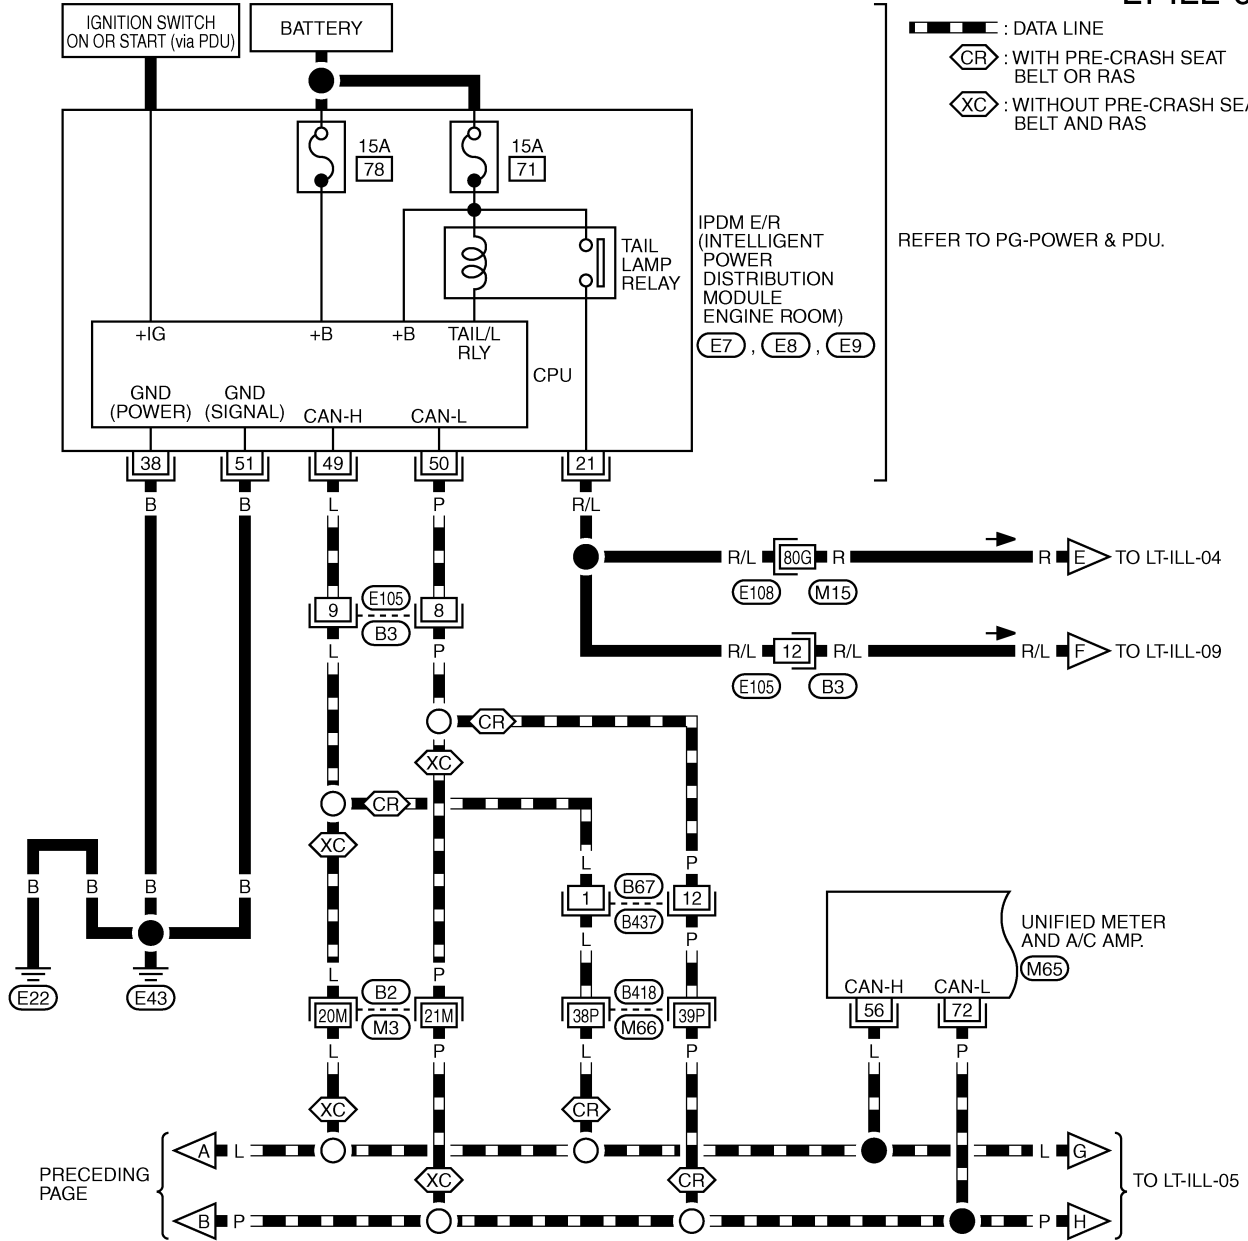 IGNITION SWITCH
ON OR START (via PDU)
BATTERY
: DATA LINE
CR : WITH PRE-CRASH SEAT
BELT OR RAS
XC : WITHOUT PRE-CRASH
BELT AND RAS
15A
78
15A
71
TAIL
LAMP
RELAY
IPDM E/R
(INTELLIGENT
POWER
DISTRIBUTION
MODULE
ENGINE ROOM)
E7 , E8 , E9
REFER TO PG-POWER & PDU.
+IG +B +B TAIL/L
RLY
CPU
GND
(POWER)
GND
(SIGNAL)
CAN-H CAN-L
38 51 49 50 21
B B L P R/L
R/L 80G R R E TO LT-ILL-04
E108 M15
9 E105 8
B3
L P
R/L 12 R/L R/L F TO LT-ILL-09
E105 B3
CR
XC
CR
XC
L P
B B B B
1 B67 12
B437
L P
UNIFIED METER
AND A/C AMP.
M65
CAN-H CAN-L
56 72
E22 E43
L P
20M B2 21M
M3
38P B418 39P
M66
L P L P L P
XC CR
A L L G
PRECEDING
PAGE
XC CR
TO LT-ILL-05
B P P H